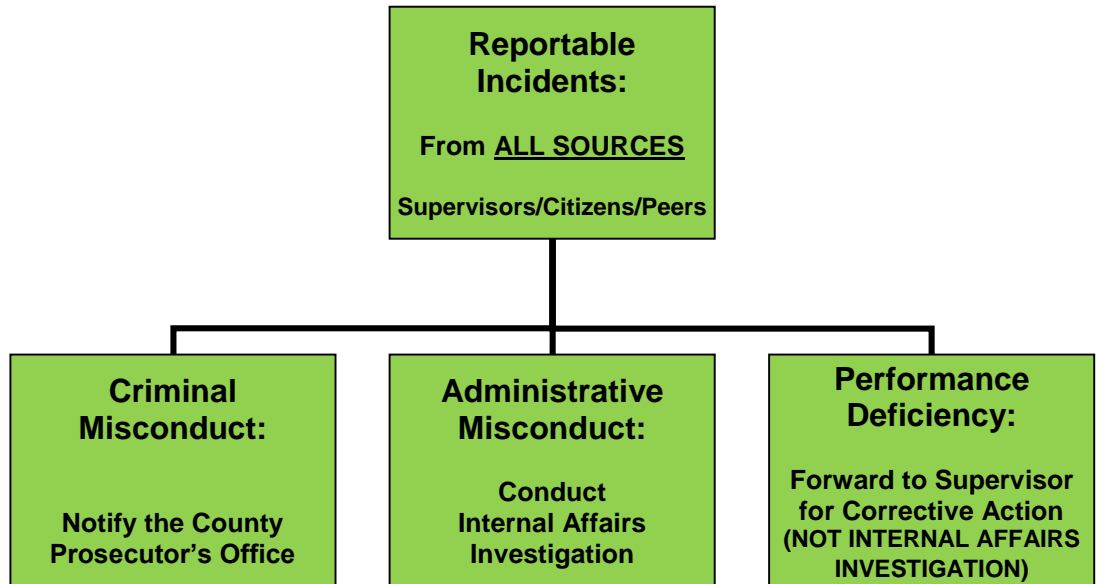 Reportable
Incidents:
From ALL SOURCES
Supervisors/Citizens/Peers
Criminal
Misconduct:
Notify the County
Prosecutor’s Office
Administrative
Misconduct:
Conduct
Internal Affairs
Investigation
Performance
Deficiency:
Forward to Supervisor
for Corrective Action
(NOT INTERNAL AFFAIRS
INVESTIGATION)